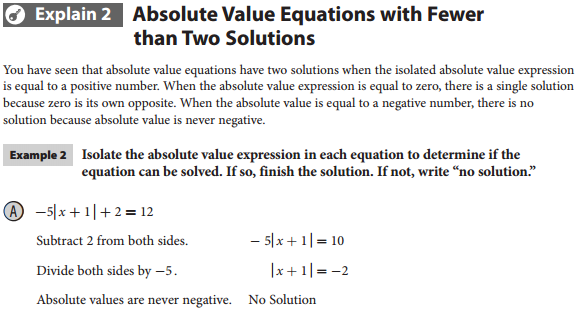 Explain 2 Absolute Value Equations with Fewer
than Two Solutions
You have seen that absolute value equations have two solutions when the isolated absolute value expression
is equal to a positive number. When the absolute value expression is equal to zero, there is a single solution
because zero is its own opposite. When the absolute value is equal to a negative number, there is no
solution because absolute value is never negative.
Example 2 Isolate the absolute value expression in each equation to determine if the
equation can be solved. If so, finish the solution. If not, write “no solution.”
A −5|x + 1| + 2 = 12
Subtract 2 from both sides. − 5|x + 1| = 10
Divide both sides by −5. |x + 1| = −2
Absolute values are never negative. No Solution